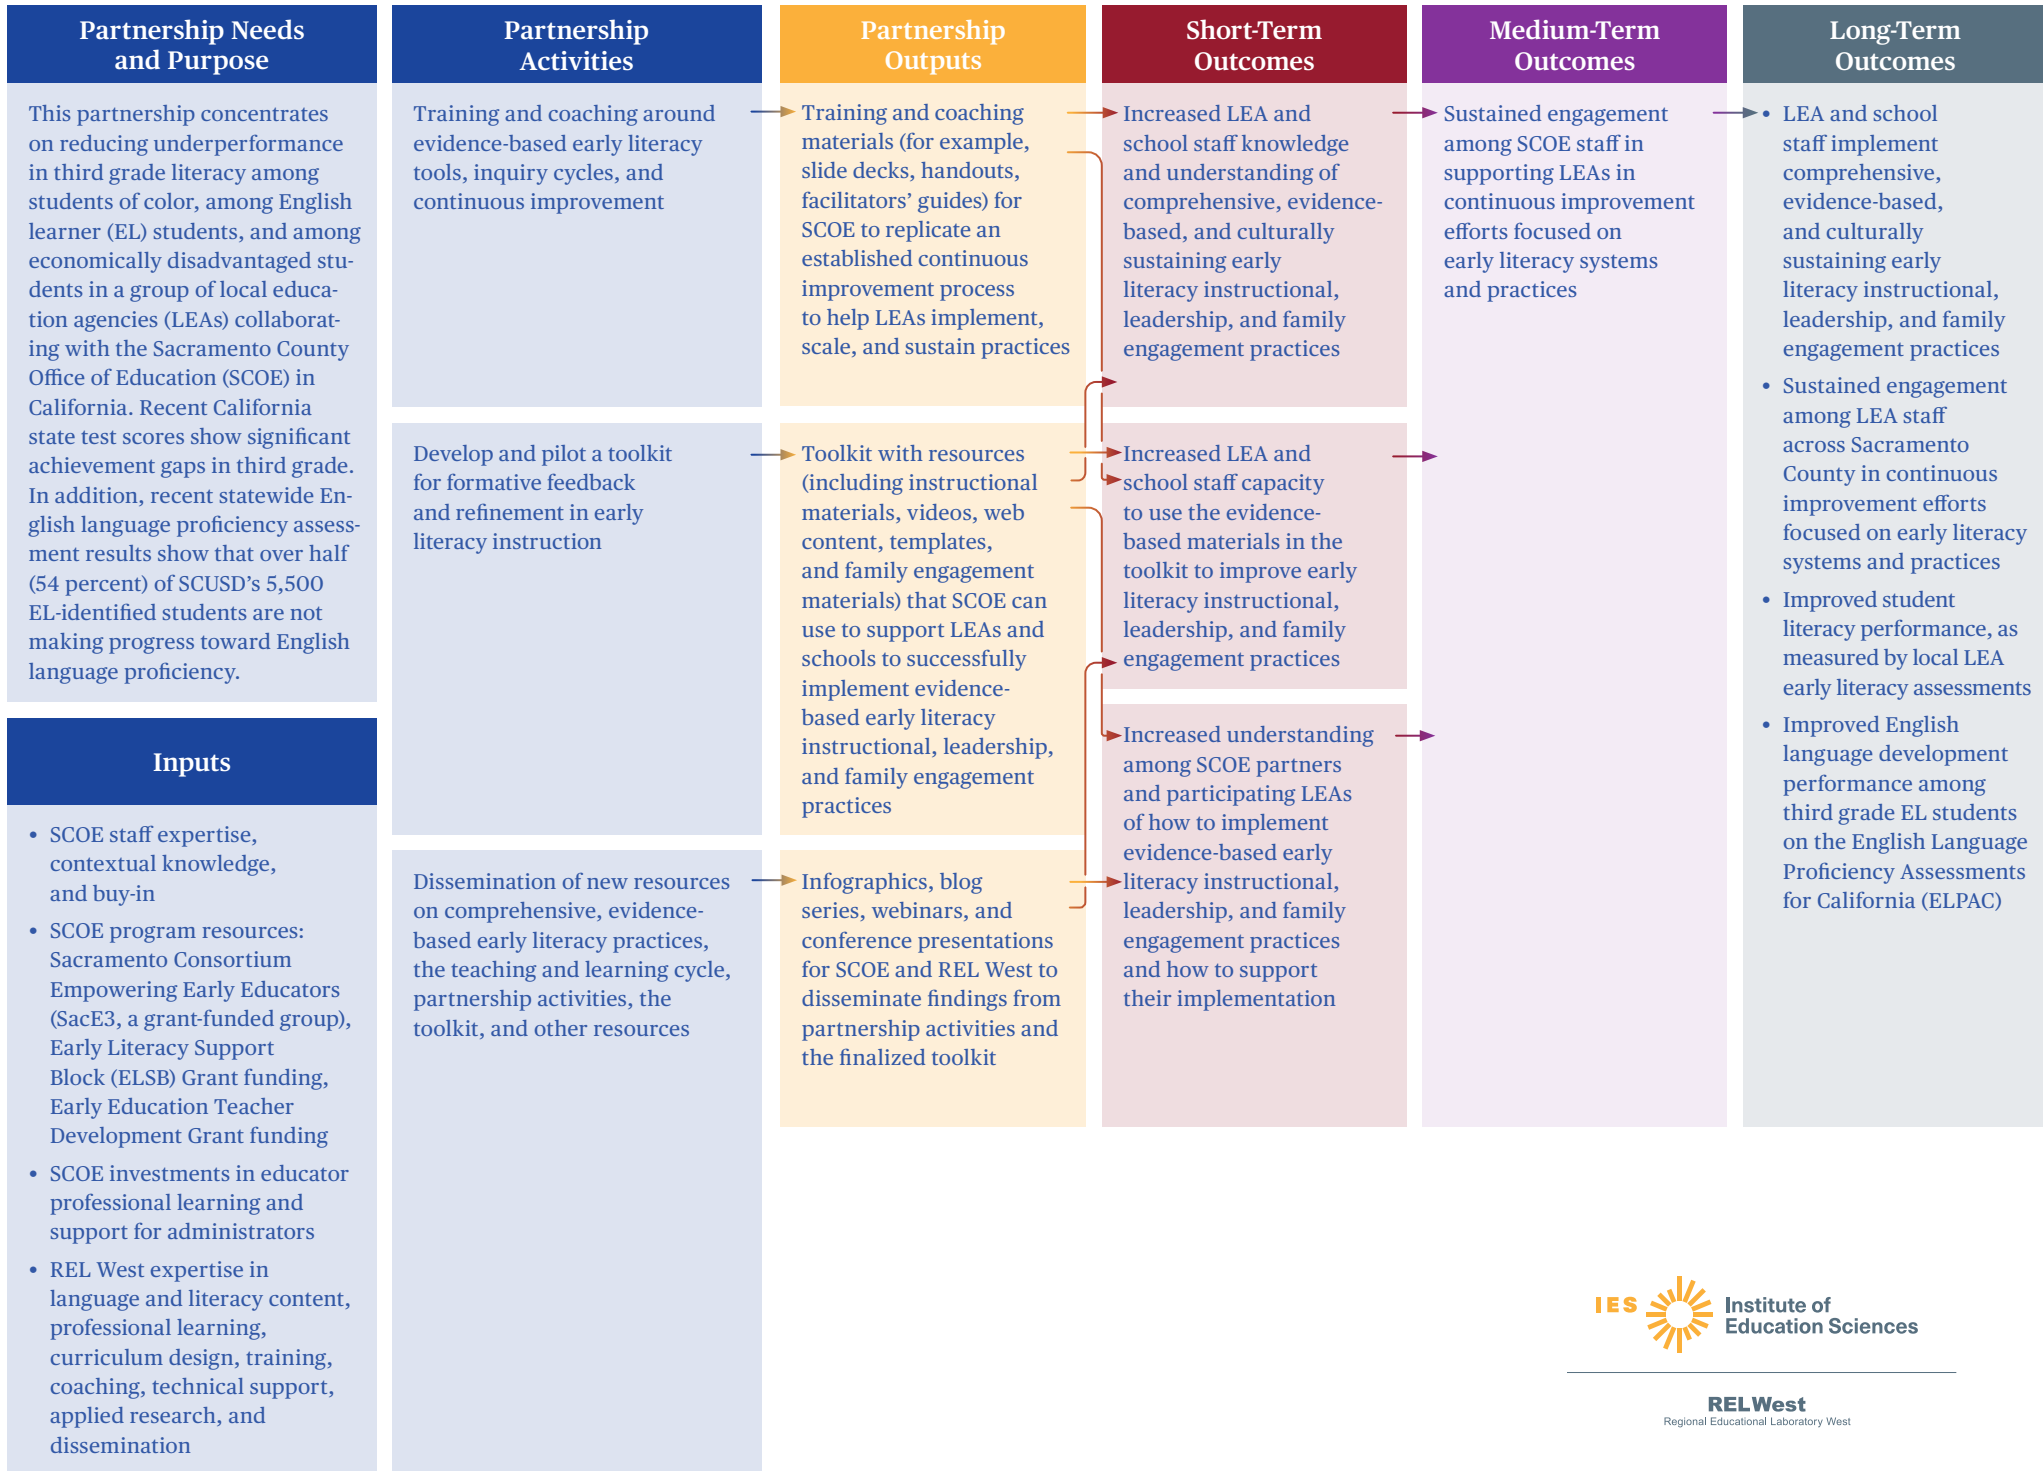 Partnership Needs
and Purpose
This partnership concentrates
on reducing underperformance
in third grade literacy among
students of color, among English
learner (EL) students, and among
economically disadvantaged stu-
dents in a group of local educa-
tion agencies (LEAs) collaborat-
ing with the Sacramento County
Office of Education (SCOE) in
California. Recent California
state test scores show significant
achievement gaps in third grade.
In addition, recent statewide En-
glish language proficiency assess-
ment results show that over half
(54 percent) of SCUSD’s 5,500
EL-identified students are not
making progress toward English
language proficiency.
Inputs
• SCOE staff expertise,
contextual knowledge,
and buy-in
• SCOE program resources:
Sacramento Consortium
Empowering Early Educators
(SacE3, a grant-funded group),
Early Literacy Support
Block (ELSB) Grant funding,
Early Education Teacher
Development Grant funding
• SCOE investments in educator
professional learning and
support for administrators
• REL West expertise in
language and literacy content,
professional learning,
curriculum design, training,
coaching, technical support,
applied research, and
dissemination
Partnership
Activities
Training and coaching around
evidence-based early literacy
tools, inquiry cycles, and
continuous improvement
Develop and pilot a toolkit
for formative feedback
and refinement in early
literacy instruction
Dissemination of new resources
on comprehensive, evidence-
based early literacy practices,
the teaching and learning cycle,
partnership activities, the
toolkit, and other resources
Partnership
Outputs
Training and coaching
materials (for example,
slide decks, handouts,
facilitators’ guides) for
SCOE to replicate an
established continuous
improvement process
to help LEAs implement,
scale, and sustain practices
Toolkit with resources
(including instructional
materials, videos, web
content, templates,
and family engagement
materials) that SCOE can
use to support LEAs and
schools to successfully
implement evidence-
based early literacy
instructional, leadership,
and family engagement
practices
Infographics, blog
series, webinars, and
conference presentations
for SCOE and REL West to
disseminate findings from
partnership activities and
the finalized toolkit
Short-Term
Outcomes
Increased LEA and
school staff knowledge
and understanding of
comprehensive, evidence-
based, and culturally
sustaining early
literacy instructional,
leadership, and family
engagement practices
Increased LEA and
school staff capacity
to use the evidence-
based materials in the
toolkit to improve early
literacy instructional,
leadership, and family
engagement practices
Increased understanding
among SCOE partners
and participating LEAs
of how to implement
evidence-based early
literacy instructional,
leadership, and family
engagement practices
and how to support
their implementation
Medium-Term
Outcomes
Sustained engagement
among SCOE staff in
supporting LEAs in
continuous improvement
efforts focused on
early literacy systems
and practices
Long-Term
Outcomes
• LEA and school
staff implement
comprehensive,
evidence-based,
and culturally
sustaining early
literacy instructional,
leadership, and family
engagement practices
• Sustained engagement
among LEA staff
across Sacramento
County in continuous
improvement efforts
focused on early literacy
systems and practices
• Improved student
literacy performance, as
measured by local LEA
early literacy assessments
• Improved English
language development
performance among
third grade EL students
on the English Language
Proficiency Assessments
for California (ELPAC)
IES
Institute of
Education Sciences
RELWest
Regional Educational Laboratory West